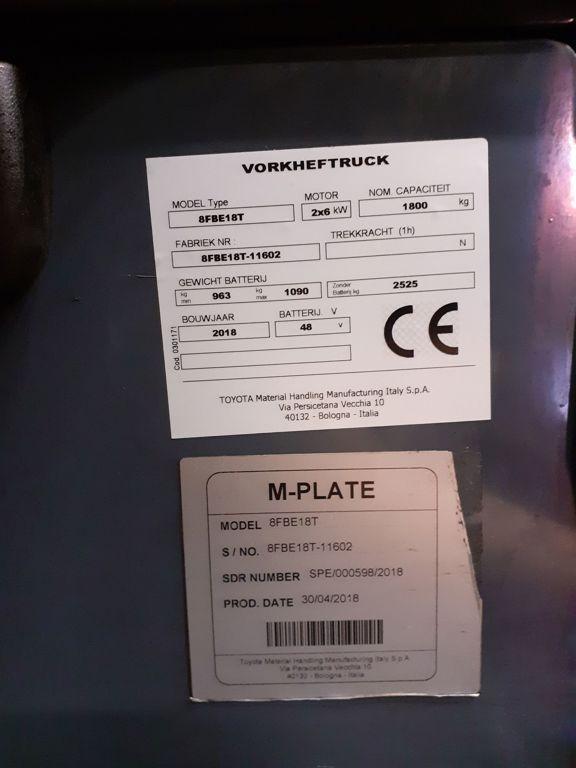 VORKHEFTRUCK
MODEL Type MOTOR NOM. CAPACITEIT
8FBE18T 2x6 kW 1800 kg
FABRIEK NR : TREKKRACHT (1h)
8FBE18T-11602 N
GEWICHT BATTERIJ
kg min 963 kg max 1090 Zonder Batterij kg 2525
BOUWJAAR BATTERIJ. V
2018 48 v
CE
Cod. 0301171
TOYOTA Material Handling Manufacturing Italy S.p.A.
Via Persicetana Vecchia 10
40132 - Bologna - Italia
M-PLATE
MODEL 8FBE18T
S / NO. 8FBE18T-11602
SDR NUMBER SPE/000598/2018
PROD. DATE 30/04/2018
Toyota Material Handling Manufacturing Italy S.p.A.
Via Persicetana Vecchia 10
40132 - Bologna - Italia